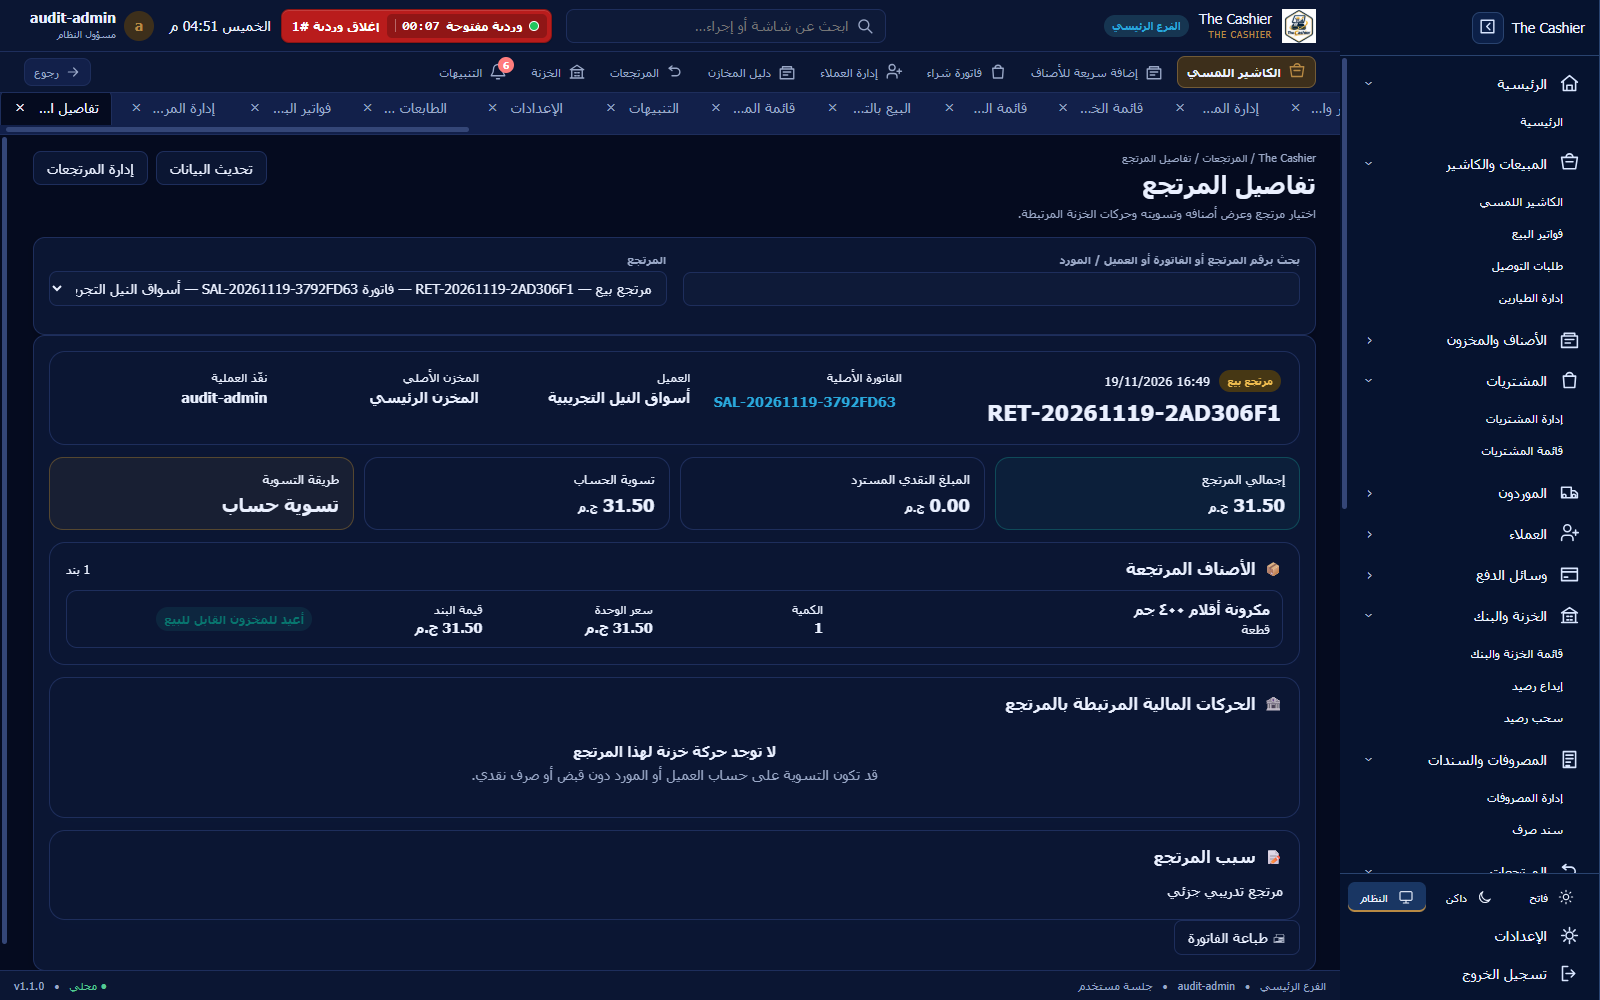 The Cashier
الرئيسية
الرئيسية
المبيعات والكاشير
الكاشير اللمسي
فواتير البيع
طلبات التوصيل
إدارة الطيارين
الأصناف والمخزون
المشتريات
إدارة المشتريات
قائمة المشتريات
الموردون
العملاء
وسائل الدفع
الخزنة والبنك
قائمة الخزنة والبنك
إيداع رصيد
سحب رصيد
المصروفات والسندات
إدارة المصروفات
سند صرف
المرتجعات
فاتح
داكن
النظام
الإعدادات
تسجيل الخروج
The Cashier
THE CASHIER
الفرع الرئيسي
ابحث عن شاشة أو إجراء...
وردية مفتوحة 00:07
إغلاق وردية #1
الخميس 04:51 م
a
audit-admin
مسؤول النظام
الكاشير اللمسي
إضافة سريعة للأصناف
فاتورة شراء
إدارة العملاء
دليل المخازن
المرتجعات
الخزنة
التنبيهات
6
رجوع
ر وا... ×
إدارة المـ... ×
قائمة الخـ... ×
قائمة الـ... ×
البيع بالتـ... ×
قائمة المـ... ×
التنبيهات ×
الإعدادات ×
الطابعات ... ×
فواتير البـ... ×
إدارة المرـ... ×
تفاصيل ا... ×
The Cashier / المرتجعات / تفاصيل المرتجع
تفاصيل المرتجع
اختيار مرتجع وعرض أصنافه وتسويته وحركات الخزنة المرتبطة.
تحديث البيانات
إدارة المرتجعات
بحث برقم المرتجع أو الفاتورة أو العميل / المورد
المرتجع
مرتجع بيع — RET-20261119-2AD306F1 — فاتورة SAL-20261119-3792FD63 — أسواق النيل التجري
مرتجع بيع
19/11/2026 16:49
RET-20261119-2AD306F1
الفاتورة الأصلية
SAL-20261119-3792FD63
العميل
أسواق النيل التجريبية
المخزن الأصلي
المخزن الرئيسي
نفّذ العملية
audit-admin
إجمالي المرتجع
31.50 ج.م
المبلغ النقدي المسترد
0.00 ج.م
تسوية الحساب
31.50 ج.م
طريقة التسوية
تسوية حساب
الأصناف المرتجعة
1 بند
مكرونة أقلام ٤٠٠ جم
قطعة
الكمية
1
سعر الوحدة
31.50 ج.م
قيمة البند
31.50 ج.م
أعيد للمخزون القابل للبيع
الحركات المالية المرتبطة بالمرتجع
لا توجد حركة خزنة لهذا المرتجع
قد تكون التسوية على حساب العميل أو المورد دون قبض أو صرف نقدي.
سبب المرتجع
مرتجع تدريبي جزئي
طباعة الفاتورة
الفرع الرئيسي • audit-admin • جلسة مستخدم
محلي • v1.1.0